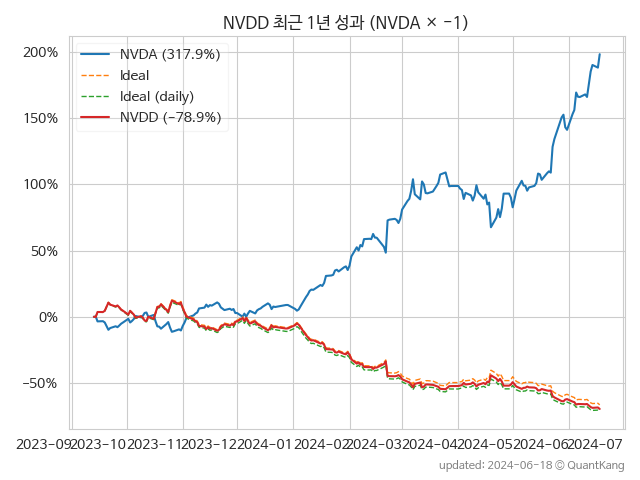 NVDD 최근 1년 성과 (NVDA × −1)
NVDA (317.9%)
Ideal
Ideal (daily)
NVDD (−78.9%)
200%
150%
100%
50%
0%
−50%
2023-09 2023-10 2023-11 2023-12 2024-01 2024-02 2024-03 2024-04 2024-05 2024-06 2024-07
updated: 2024-06-18 © QuantKang